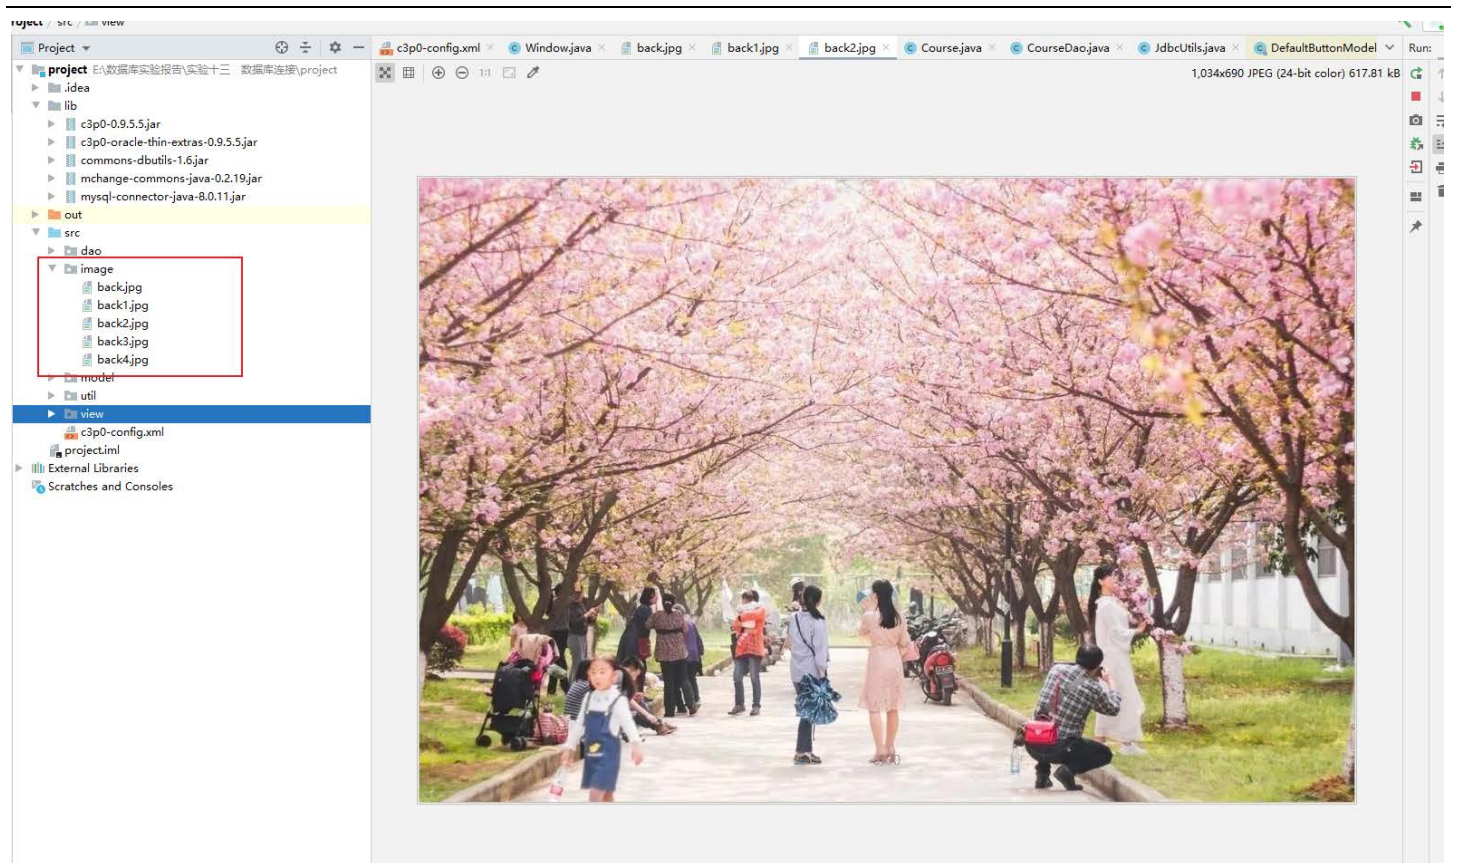 roject / src / view
Project
c3p0-config.xml Window.java back.jpg back1.jpg back2.jpg Course.java CourseDao.java JdbcUtils.java DefaultButtonModel Run:
project E:\数据库实验报告\实验十三 数据库连接\project
1:1 1,034x690 JPEG (24-bit color) 617.81 kB
.idea
lib
c3p0-0.9.5.5.jar
c3p0-oracle-thin-extras-0.9.5.5.jar
commons-dbutils-1.6.jar
mchange-commons-java-0.2.19.jar
mysql-connector-java-8.0.11.jar
out
src
dao
image
back.jpg
back1.jpg
back2.jpg
back3.jpg
back4.jpg
model
util
view
c3p0-config.xml
project.iml
External Libraries
Scratches and Consoles